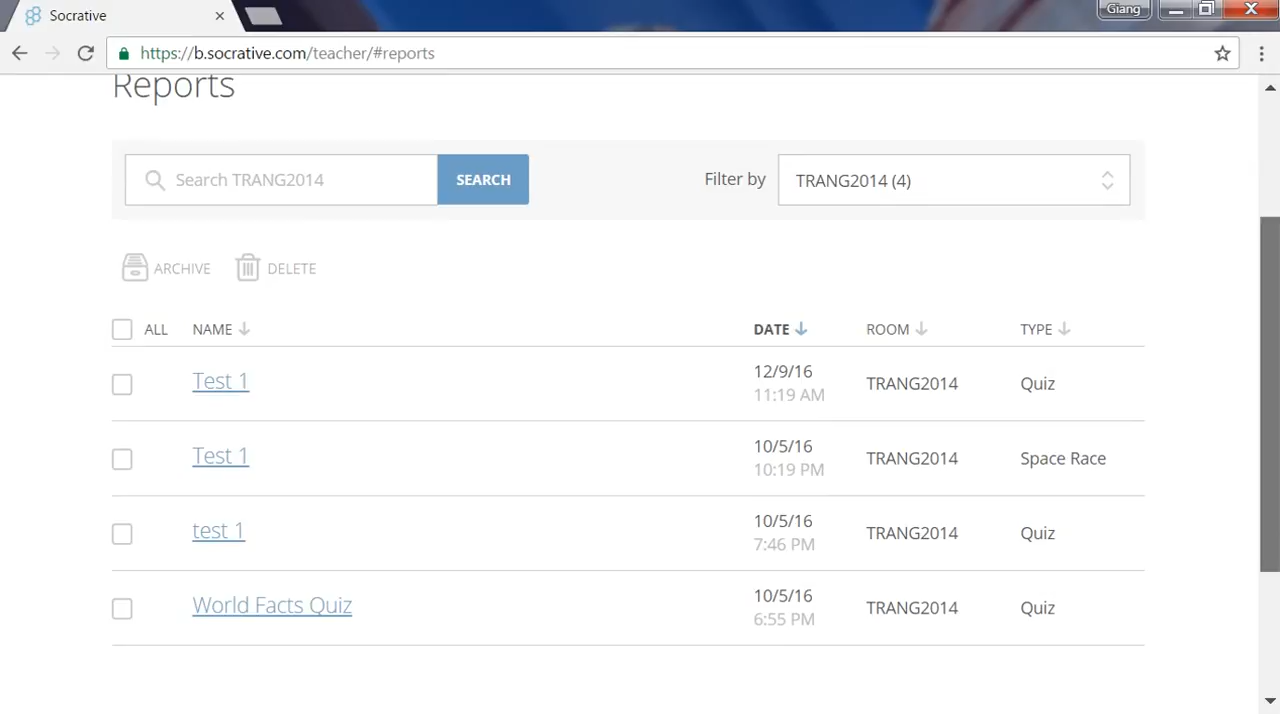 Socrative
Giang
https://b.socrative.com/teacher/#reports
Reports
Search TRANG2014
SEARCH
Filter by
TRANG2014 (4)
ARCHIVE
DELETE
ALL NAME DATE ROOM TYPE
Test 1 12/9/16 11:19 AM TRANG2014 Quiz
Test 1 10/5/16 10:19 PM TRANG2014 Space Race
test 1 10/5/16 7:46 PM TRANG2014 Quiz
World Facts Quiz 10/5/16 6:55 PM TRANG2014 Quiz